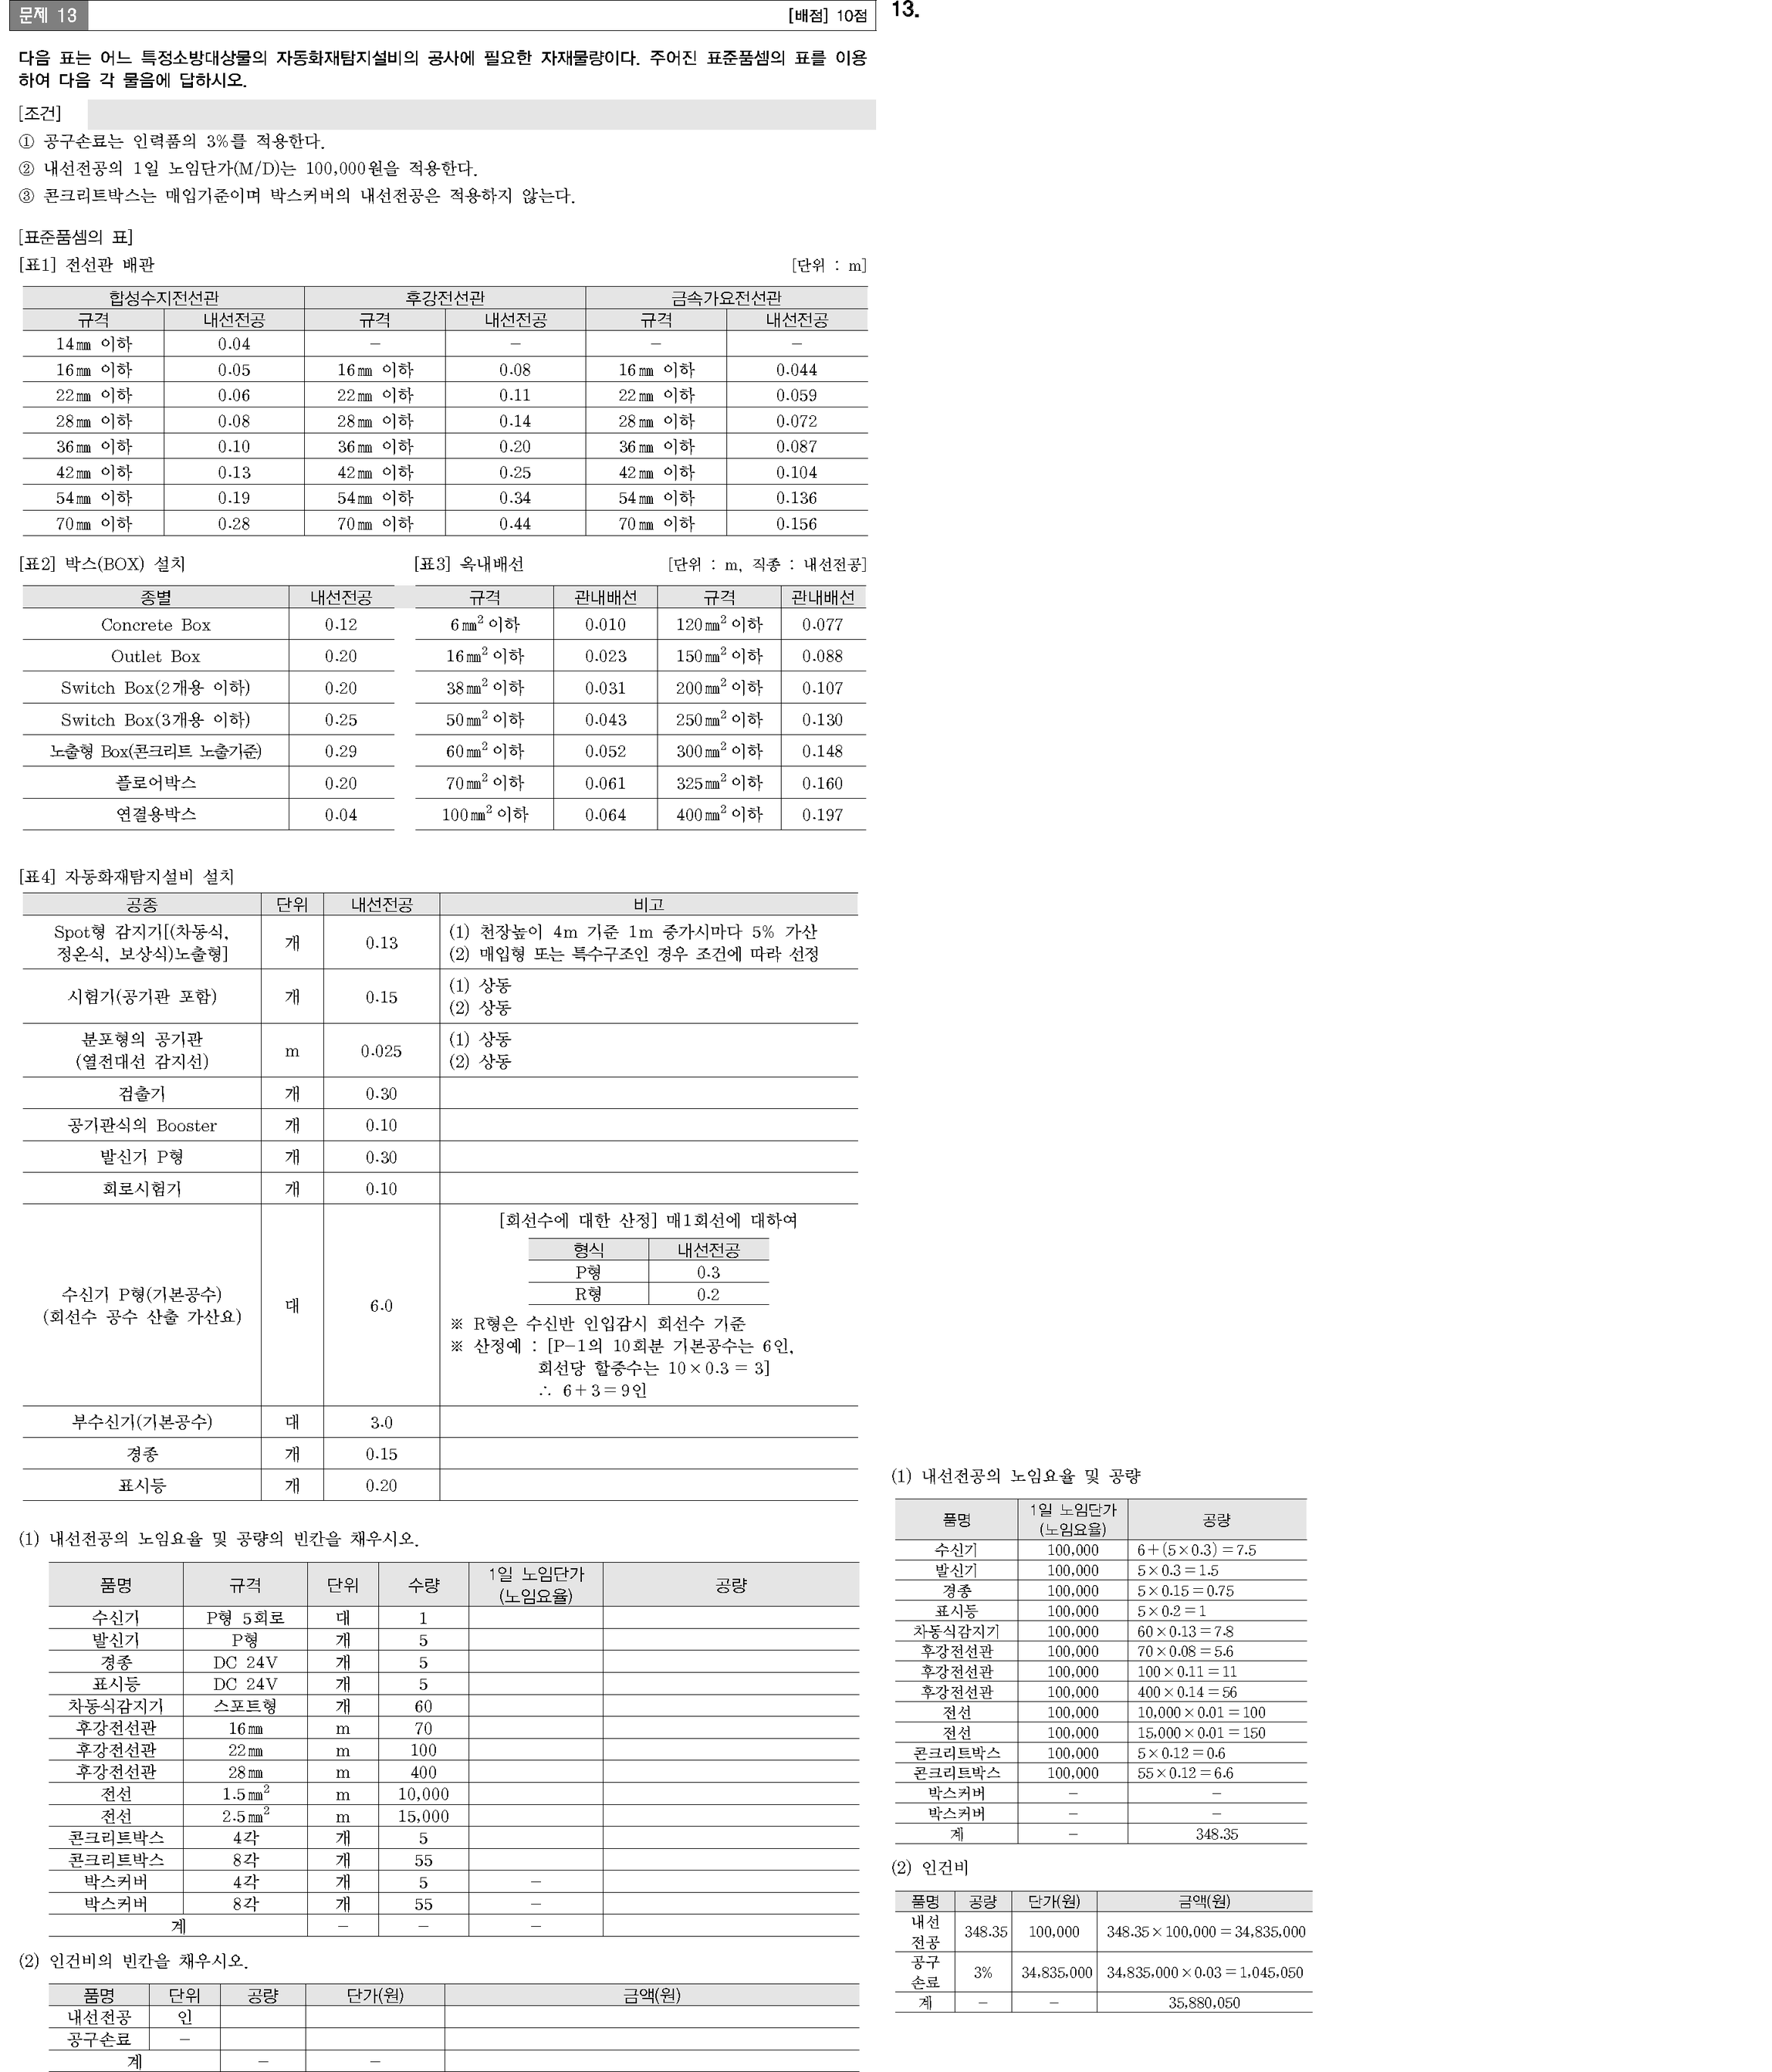 문제 13 [배점] 10점
다음 표는 어느 특정소방대상물의 자동화재탐지설비의 공사에 필요한 자재물량이다. 주어진 표준품셈의 표를 이용
하여 다음 각 물음에 답하시오.
[조건]
① 공구손료는 인력품의 3%를 적용한다.
② 내선전공의 1일 노임단가(M/D)는 100,000원을 적용한다.
③ 콘크리트박스는 매입기준이며 박스커버의 내선전공은 적용하지 않는다.
[표준품셈의 표]
[표1] 전선관 배관 [단위 : m]
합성수지전선관 후강전선관 금속가요전선관
규격 내선전공 규격 내선전공 규격 내선전공
14㎜ 이하 0.04 － － － －
16㎜ 이하 0.05 16㎜ 이하 0.08 16㎜ 이하 0.044
22㎜ 이하 0.06 22㎜ 이하 0.11 22㎜ 이하 0.059
28㎜ 이하 0.08 28㎜ 이하 0.14 28㎜ 이하 0.072
36㎜ 이하 0.10 36㎜ 이하 0.20 36㎜ 이하 0.087
42㎜ 이하 0.13 42㎜ 이하 0.25 42㎜ 이하 0.104
54㎜ 이하 0.19 54㎜ 이하 0.34 54㎜ 이하 0.136
70㎜ 이하 0.28 70㎜ 이하 0.44 70㎜ 이하 0.156
[표2] 박스(BOX) 설치
종별 내선전공
Concrete Box 0.12
Outlet Box 0.20
Switch Box(2개용 이하) 0.20
Switch Box(3개용 이하) 0.25
노출형 Box(콘크리트 노출기준) 0.29
플로어박스 0.20
연결용박스 0.04
[표3] 옥내배선 [단위 : m, 직종 : 내선전공]
규격 관내배선 규격 관내배선
6㎜² 이하 0.010 120㎜² 이하 0.077
16㎜² 이하 0.023 150㎜² 이하 0.088
38㎜² 이하 0.031 200㎜² 이하 0.107
50㎜² 이하 0.043 250㎜² 이하 0.130
60㎜² 이하 0.052 300㎜² 이하 0.148
70㎜² 이하 0.061 325㎜² 이하 0.160
100㎜² 이하 0.064 400㎜² 이하 0.197
[표4] 자동화재탐지설비 설치
공종 단위 내선전공 비고
Spot형 감지기[(차동식, 정온식, 보상식)노출형] 개 0.13 (1) 천장높이 4m 기준 1m 증가시마다 5% 가산
(2) 매입형 또는 특수구조인 경우 조건에 따라 선정
시험기(공기관 포함) 개 0.15 (1) 상동
(2) 상동
분포형의 공기관 (열전대선 감지선) m 0.025 (1) 상동
(2) 상동
검출기 개 0.30
공기관식의 Booster 개 0.10
발신기 P형 개 0.30
회로시험기 개 0.10
수신기 P형(기본공수)
(회선수 공수 산출 가산요) 대 6.0
[회선수에 대한 산정] 매1회선에 대하여
형식 내선전공
P형 0.3
R형 0.2
※ R형은 수신반 인입감시 회선수 기준
※ 산정예 : [P-1의 10회분 기본공수는 6인,
회선당 할증수는 10×0.3 = 3]
∴ 6＋3＝9인
부수신기(기본공수) 대 3.0
경종 개 0.15
표시등 개 0.20
(1) 내선전공의 노임요율 및 공량의 빈칸을 채우시오.
품명 규격 단위 수량 1일 노임단가 (노임요율) 공량
수신기 P형 5회로 대 1
발신기 P형 개 5
경종 DC 24V 개 5
표시등 DC 24V 개 5
차동식감지기 스포트형 개 60
후강전선관 16㎜ m 70
후강전선관 22㎜ m 100
후강전선관 28㎜ m 400
전선 1.5㎜² m 10,000
전선 2.5㎜² m 15,000
콘크리트박스 4각 개 5
콘크리트박스 8각 개 55
박스커버 4각 개 5 －
박스커버 8각 개 55 －
계 － － －
(2) 인건비의 빈칸을 채우시오.
품명 단위 공량 단가(원) 금액(원)
내선전공 인
공구손료 －
계 － －
13.
(1) 내선전공의 노임요율 및 공량
품명 1일 노임단가 (노임요율) 공량
수신기 100,000 6＋(5×0.3)＝7.5
발신기 100,000 5×0.3＝1.5
경종 100,000 5×0.15＝0.75
표시등 100,000 5×0.2＝1
차동식감지기 100,000 60×0.13＝7.8
후강전선관 100,000 70×0.08＝5.6
후강전선관 100,000 100×0.11＝11
후강전선관 100,000 400×0.14＝56
전선 100,000 10,000×0.01＝100
전선 100,000 15,000×0.01＝150
콘크리트박스 100,000 5×0.12＝0.6
콘크리트박스 100,000 55×0.12＝6.6
박스커버 － －
박스커버 － －
계 － 348.35
(2) 인건비
품명 공량 단가(원) 금액(원)
내선
전공 348.35 100,000 348.35×100,000＝34,835,000
공구
손료 3% 34,835,000 34,835,000×0.03＝1,045,050
계 － － 35,880,050